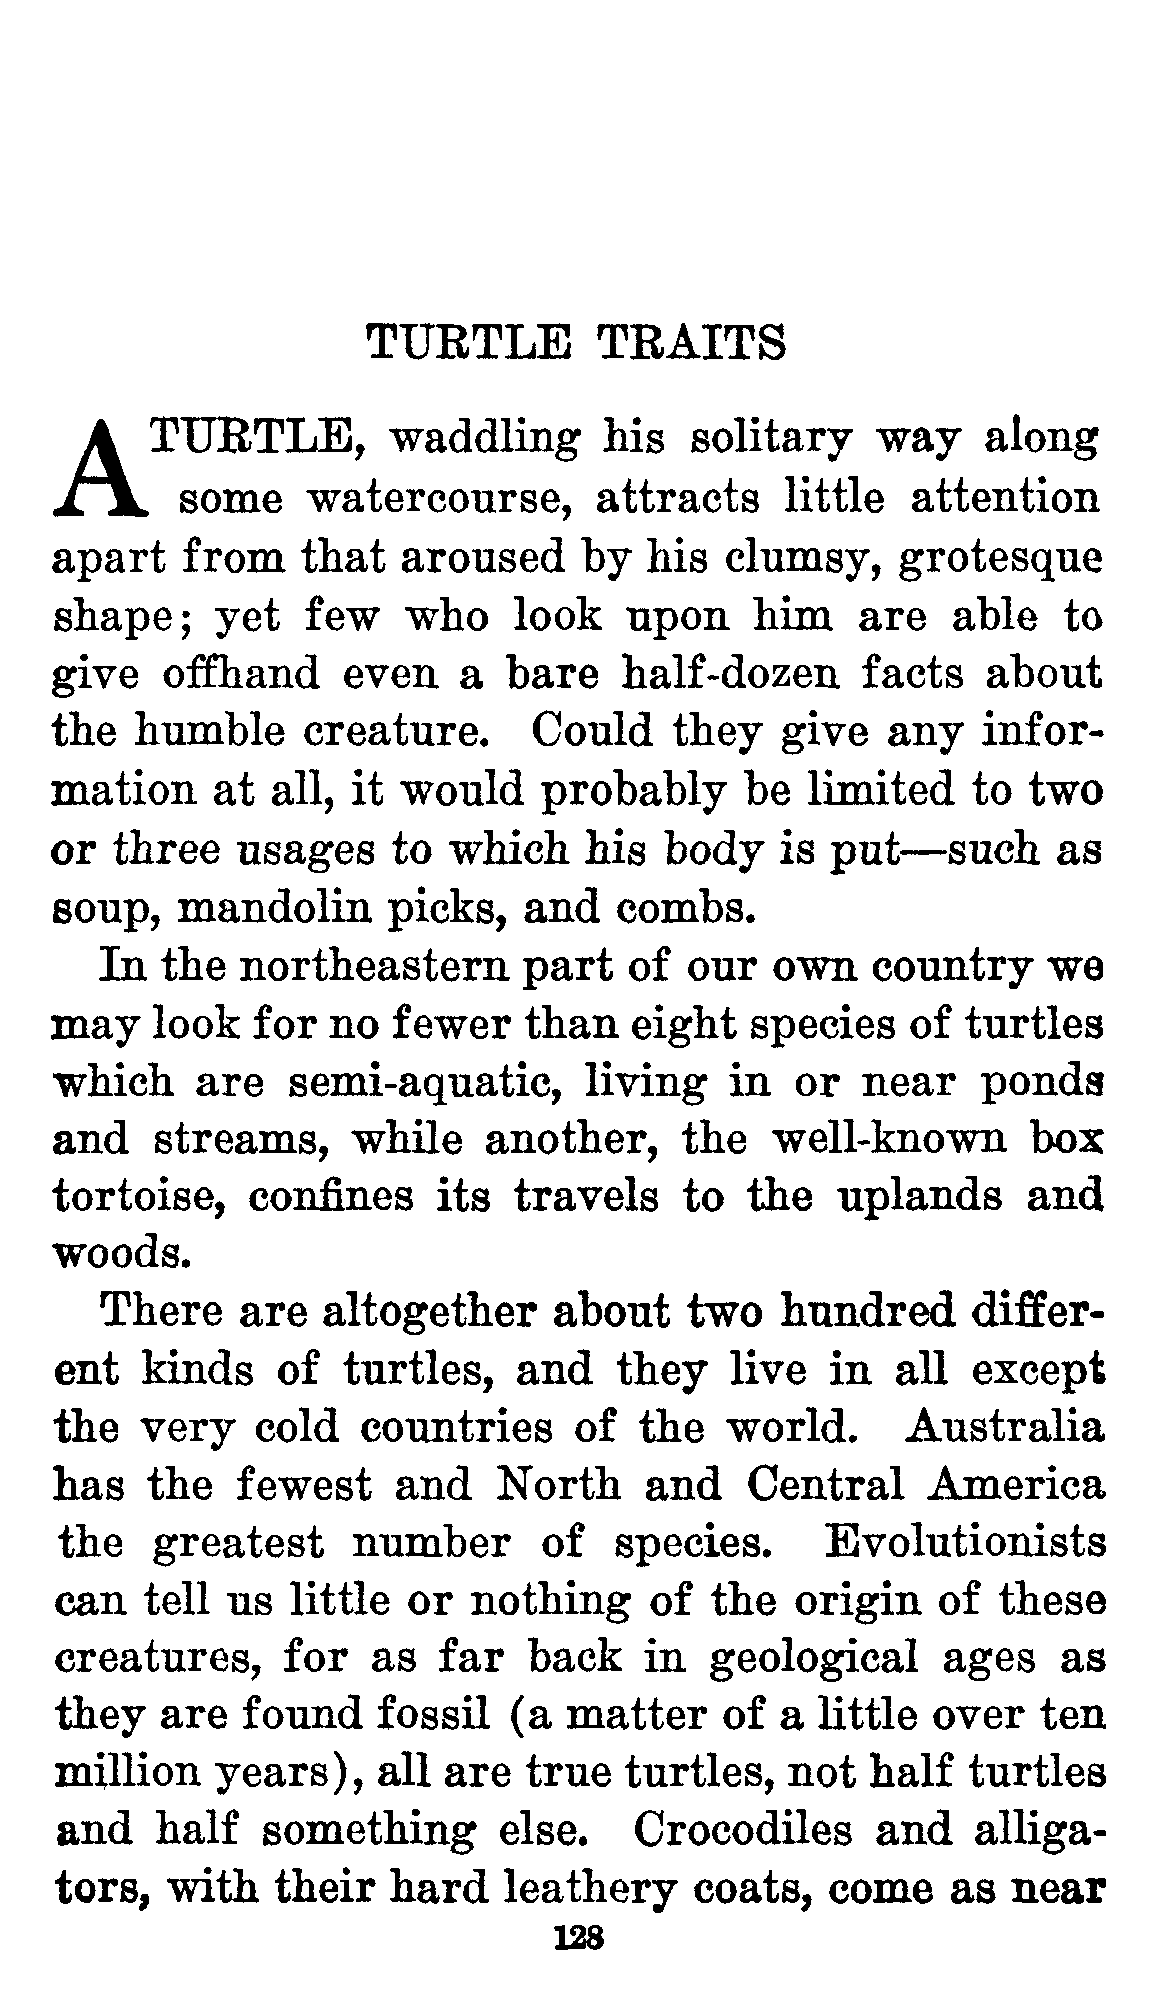 TURTLE TRAITS
A TURTLE, waddling his solitary way along
some watercourse, attracts little attention
apart from that aroused by his clumsy, grotesque
shape; yet few who look upon him are able to
give offhand even a bare half-dozen facts about
the humble creature. Could they give any infor-
mation at all, it would probably be limited to two
or three usages to which his body is put—such as
soup, mandolin picks, and combs.
In the northeastern part of our own country we
may look for no fewer than eight species of turtles
which are semi-aquatic, living in or near ponds
and streams, while another, the well-known box
tortoise, confines its travels to the uplands and
woods.
There are altogether about two hundred differ-
ent kinds of turtles, and they live in all except
the very cold countries of the world. Australia
has the fewest and North and Central America
the greatest number of species. Evolutionists
can tell us little or nothing of the origin of these
creatures, for as far back in geological ages as
they are found fossil (a matter of a little over ten
million years), all are true turtles, not half turtles
and half something else. Crocodiles and alliga-
tors, with their hard leathery coats, come as near
128